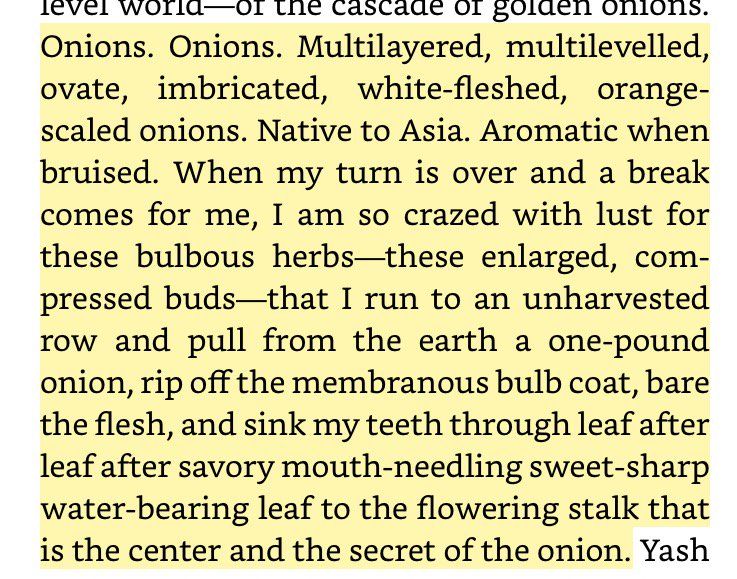 level world—of the cascade of golden onions.
Onions. Onions. Multilayered, multilevelled,
ovate, imbricated, white-fleshed, orange-
scaled onions. Native to Asia. Aromatic when
bruised. When my turn is over and a break
comes for me, I am so crazed with lust for
these bulbous herbs—these enlarged, com-
pressed buds—that I run to an unharvested
row and pull from the earth a one-pound
onion, rip off the membranous bulb coat, bare
the flesh, and sink my teeth through leaf after
leaf after savory mouth-needling sweet-sharp
water-bearing leaf to the flowering stalk that
is the center and the secret of the onion. Yash